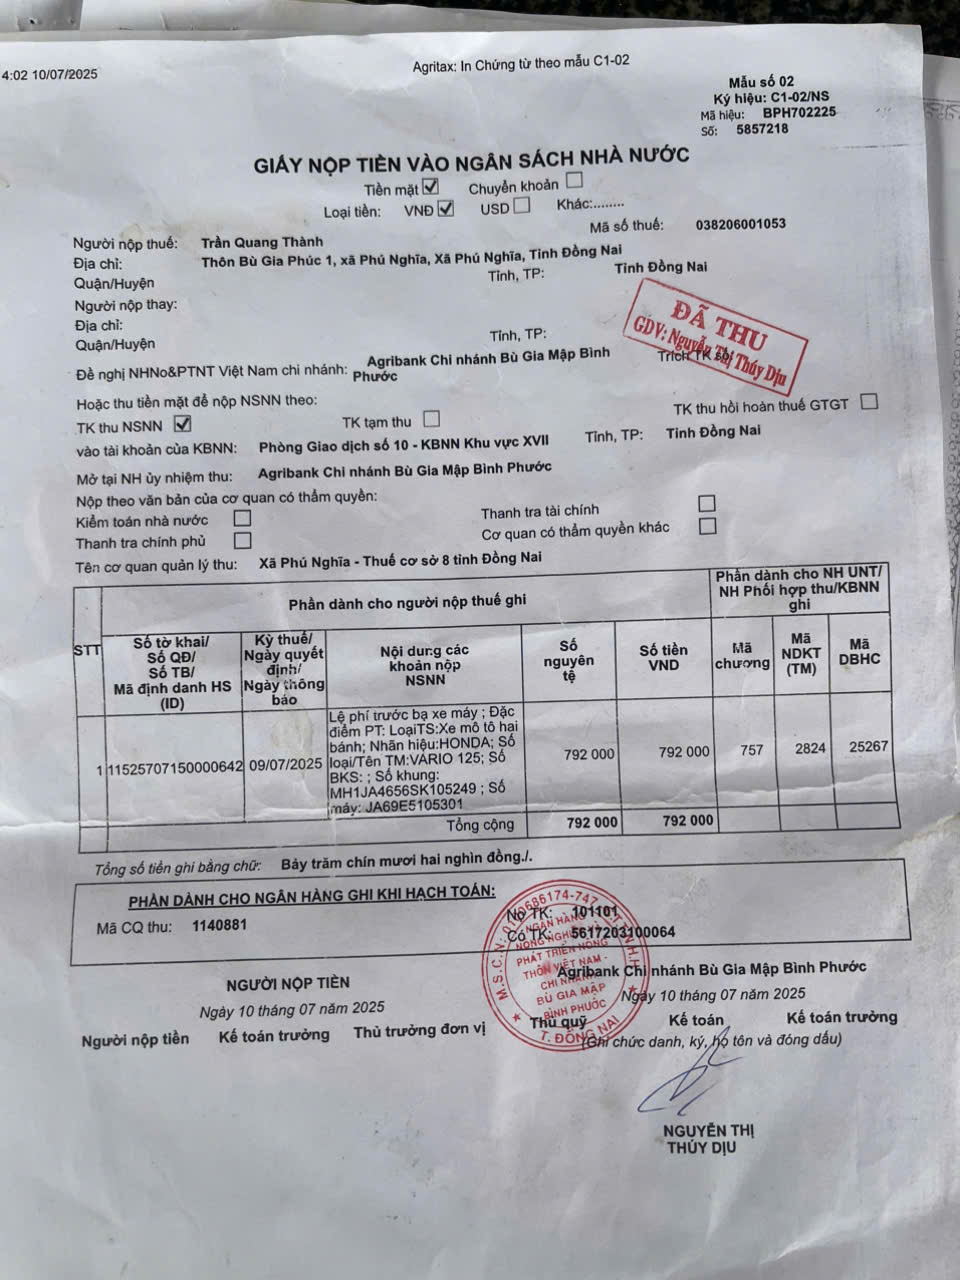 4:02 10/07/2025
Agritax: In Chứng từ theo mẫu C1-02
Mẫu số 02
Ký hiệu: C1-02/NS
Mã hiệu: BPH702225
Số: 5857218
GIẤY NỘP TIỀN VÀO NGÂN SÁCH NHÀ NƯỚC
Tiền mặt Chuyển khoản
Loại tiền: VNĐ USD Khác:........
Mã số thuế: 038206001053
Người nộp thuế: Trần Quang Thành
Địa chỉ: Thôn Bù Gia Phúc 1, xã Phú Nghĩa, Xã Phú Nghĩa, Tỉnh Đồng Nai
Quận/Huyện Tỉnh, TP: Tỉnh Đồng Nai
Người nộp thay:
Địa chỉ:
Quận/Huyện Tỉnh, TP:
ĐÃ THU
GDV: Nguyễn Thị Thúy Dịu
Đề nghị NHNo&PTNT Việt Nam chi nhánh: Agribank Chi nhánh Bù Gia Mập Bình Phước Trích TK số:
Hoặc thu tiền mặt để nộp NSNN theo:
TK thu NSNN TK tạm thu TK thu hồi hoàn thuế GTGT
vào tài khoản của KBNN: Phòng Giao dịch số 10 - KBNN Khu vực XVII Tỉnh, TP: Tỉnh Đồng Nai
Mở tại NH ủy nhiệm thu: Agribank Chi nhánh Bù Gia Mập Bình Phước
Nộp theo văn bản của cơ quan có thẩm quyền:
Kiểm toán nhà nước Thanh tra tài chính
Thanh tra chính phủ Cơ quan có thẩm quyền khác
Tên cơ quan quản lý thu: Xã Phú Nghĩa - Thuế cơ sở 8 tỉnh Đồng Nai
Phần dành cho người nộp thuế ghi
Phần dành cho NH UNT/
NH Phối hợp thu/KBNN
ghi
STT
Số tờ khai/
Số QĐ/
Số TB/
Mã định danh HS
(ID)
Kỳ thuế/
Ngày quyết
định/
Ngày thông
báo
Nội dung các
khoản nộp
NSNN
Số
nguyên
tệ
Số tiền
VND
Mã
chương
Mã
NDKT
(TM)
Mã
DBHC
1 11525707150000642 09/07/2025
Lệ phí trước bạ xe máy ; Đặc
điểm PT: LoạiTS:Xe mô tô hai
bánh; Nhãn hiệu:HONDA; Số
loại/Tên TM:VARIO 125; Số
BKS: ; Số khung:
MH1JA4656SK105249 ; Số
máy: JA69E5105301
792 000 792 000 757 2824 25267
Tổng cộng 792 000 792 000
Tổng số tiền ghi bằng chữ: Bảy trăm chín mươi hai nghìn đồng./.
PHẦN DÀNH CHO NGÂN HÀNG GHI KHI HẠCH TOÁN:
Mã CQ thu: 1140881
Nợ TK: 101101
Có TK: 5617203100064
NGÂN HÀNG
NÔNG NGHIỆP VÀ
PHÁT TRIỂN NÔNG
THÔN VIỆT NAM -
CHI NHÁNH
BÙ GIA MẬP
BÌNH PHƯỚC
T. ĐỒNG NAI
NGƯỜI NỘP TIỀN
Ngày 10 tháng 07 năm 2025
Người nộp tiền Kế toán trưởng Thủ trưởng đơn vị
Agribank Chi nhánh Bù Gia Mập Bình Phước
Ngày 10 tháng 07 năm 2025
Thủ quỹ Kế toán Kế toán trưởng
(Ghi chức danh, ký, họ tên và đóng dấu)
NGUYỄN THỊ
THÚY DỊU